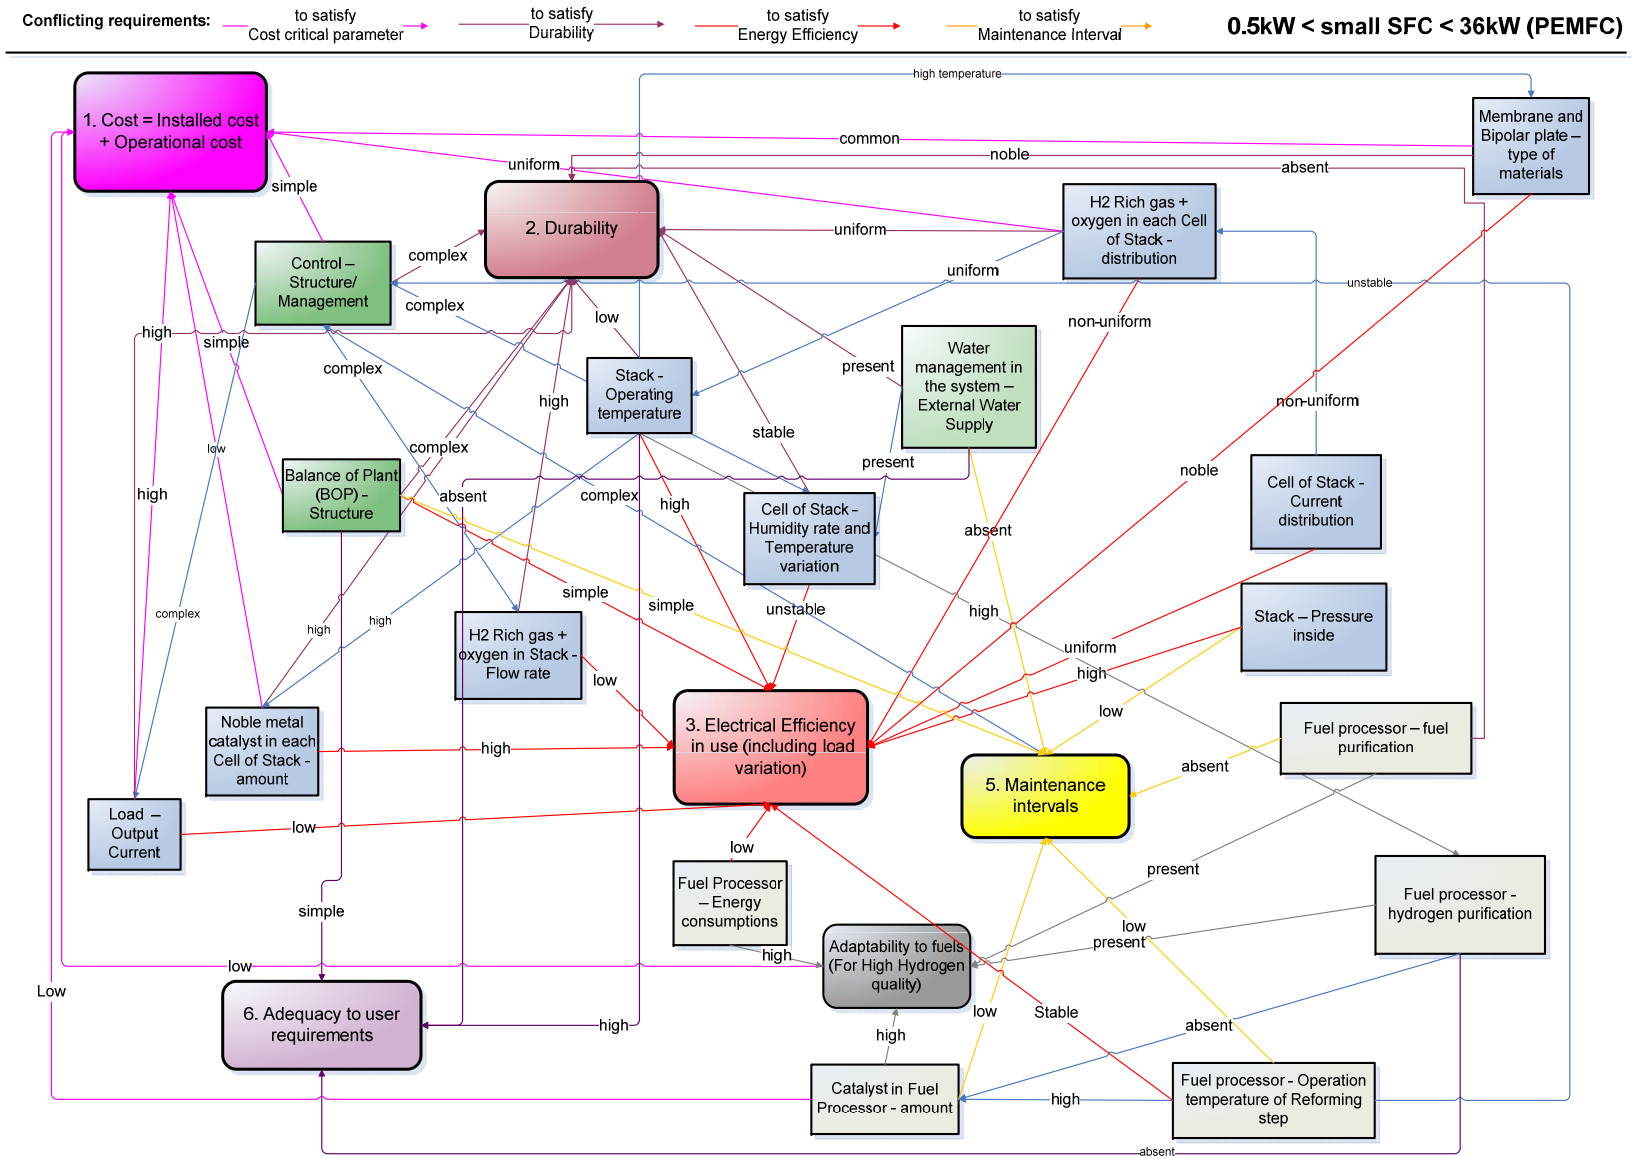 Conflicting requirements:
to satisfy
Cost critical parameter
to satisfy
Durability
to satisfy
Energy Efficiency
to satisfy
Maintenance Interval
0.5kW < small SFC < 36kW (PEMFC)
high temperature
1. Cost = Installed cost
+ Operational cost
common
noble
absent
uniform
simple
Membrane and
Bipolar plate –
type of
materials
2. Durability
uniform
H2 Rich gas +
oxygen in each Cell
of Stack -
distribution
Control –
Structure/
Management
complex
uniform
complex
unstable
low
non-uniform
high
simple
complex
Stack -
Operating
temperature
present
Water
management in
the system –
External Water
Supply
high
non-uniform
stable
low
complex
present
noble
Balance of Plant
(BOP) -
Structure
high
absent
complex
high
Cell of Stack -
Humidity rate and
Temperature
variation
absent
Cell of Stack -
Current
distribution
simple
simple
unstable
high
complex
high
high
H2 Rich gas +
oxygen in Stack -
Flow rate
low
uniform
high
Stack – Pressure
inside
low
Noble metal
catalyst in each
Cell of Stack -
amount
high
3. Electrical Efficiency
in use (including load
variation)
Fuel processor – fuel
purification
absent
5. Maintenance
intervals
Load –
Output
Current
low
low
present
Fuel Processor
– Energy
consumptions
Fuel processor -
hydrogen purification
simple
low
present
high
Adaptability to fuels
(For High Hydrogen
quality)
low
Low
6. Adequacy to user
requirements
high
low
Stable
absent
high
Catalyst in Fuel
Processor - amount
high
Fuel processor - Operation
temperature of Reforming
step
absent